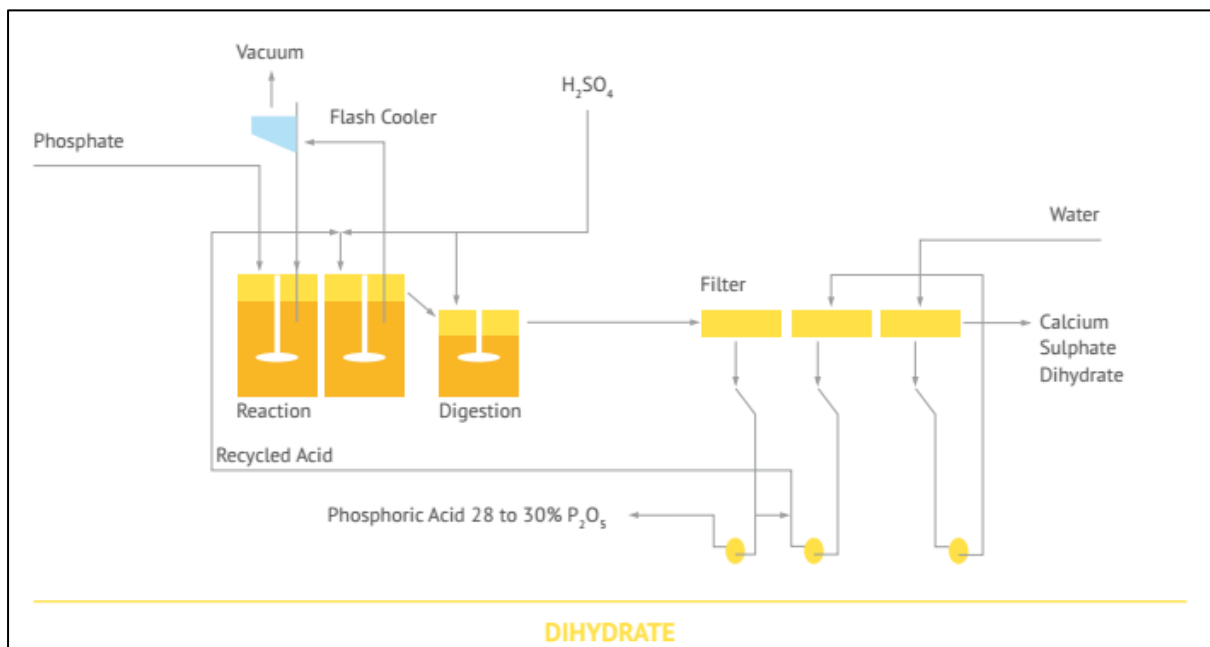 Vacuum
H₂SO₄
Flash Cooler
Phosphate
Water
Filter
Calcium
Sulphate
Dihydrate
Reaction
Digestion
Recycled Acid
Phosphoric Acid 28 to 30% P₂O₅
DIHYDRATE